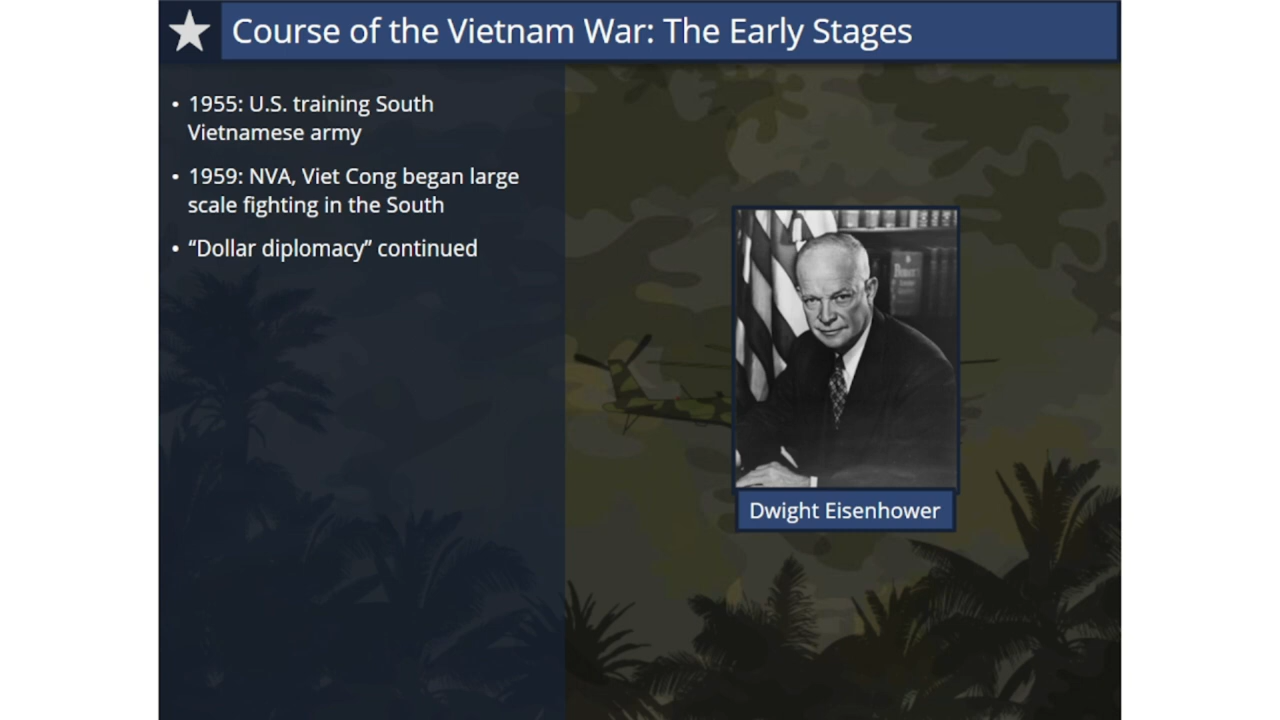 Course of the Vietnam War: The Early Stages
• 1955: U.S. training South
Vietnamese army
• 1959: NVA, Viet Cong began large
scale fighting in the South
• “Dollar diplomacy” continued
Dwight Eisenhower